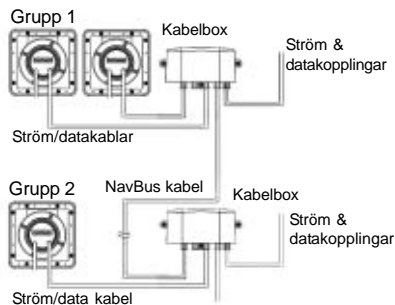 Grupp 1
Kabelbox
Ström &
datakopplingar
Ström/datakablar
Grupp 2
NavBus kabel
Kabelbox
Ström &
datakopplingar
Ström/data kabel